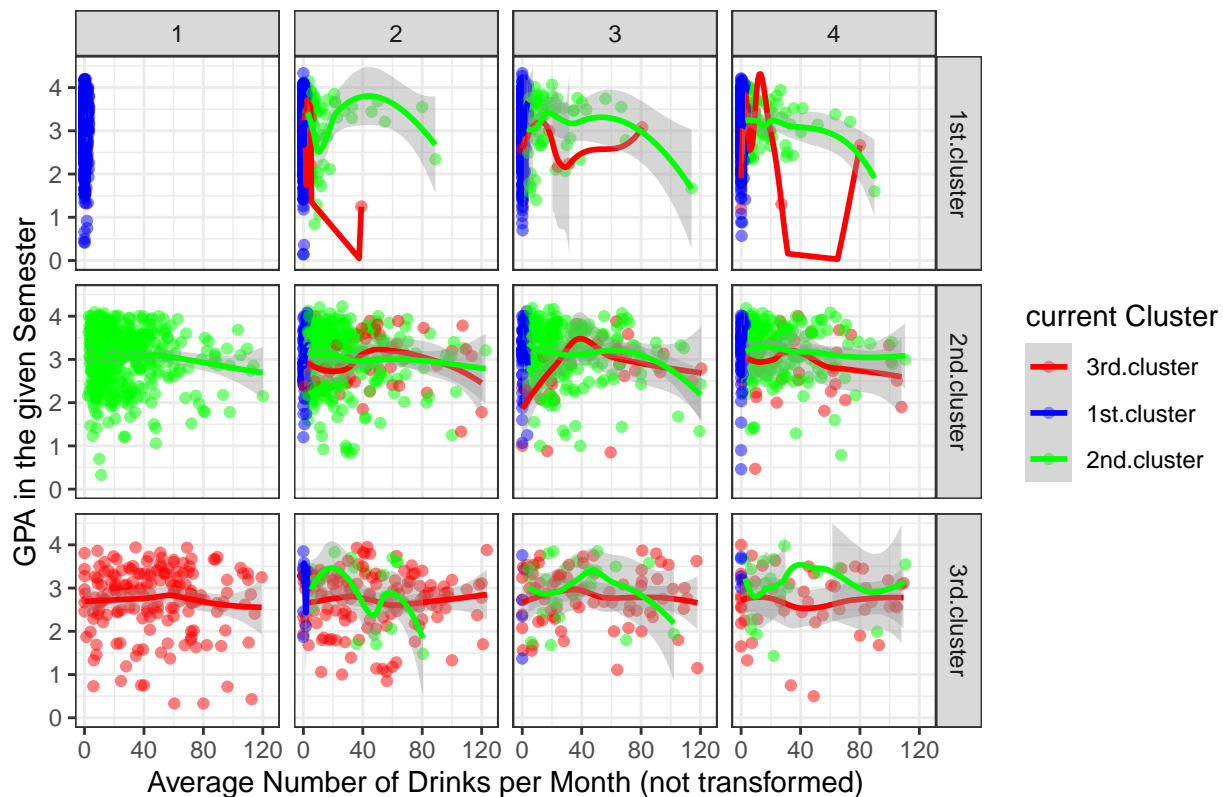 1 2 3 4
4
3
2
1
0
1st.cluster
4
3
2
1
0
2nd.cluster
4
3
2
1
0
3rd.cluster
0 40 80 120 0 40 80 120 0 40 80 120 0 40 80 120
Average Number of Drinks per Month (not transformed)
GPA in the given Semester
current Cluster
3rd.cluster
1st.cluster
2nd.cluster